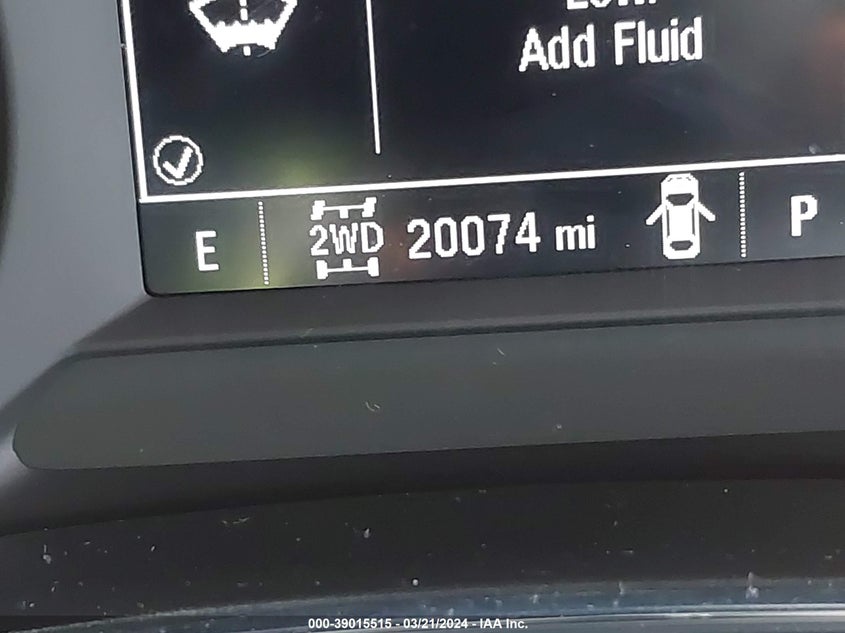 Add Fluid
E 2WD 20074 mi P
000-39015515 - 03/21/2024 - IAA Inc.